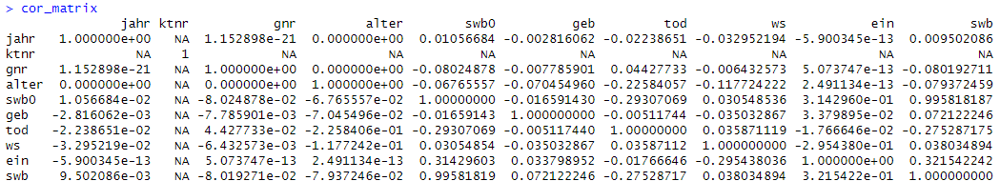 > cor_matrix
jahr ktnr gnr alter swb0 geb tod ws ein swb
jahr 1.000000e+00 NA 1.152898e-21 0.000000e+00 0.01056684 -0.002816062 -0.02238651 -0.032952194 -5.900345e-13 0.009502086
ktnr NA 1 NA NA NA NA NA NA NA NA
gnr 1.152898e-21 NA 1.000000e+00 0.000000e+00 -0.08024878 -0.007785901 0.04427733 -0.006432573 5.073747e-13 -0.080192711
alter 0.000000e+00 NA 0.000000e+00 1.000000e+00 -0.06765557 -0.070454960 -0.22584057 -0.117724222 2.491134e-13 -0.079372459
swb0 1.056684e-02 NA -8.024878e-02 -6.765557e-02 1.00000000 -0.016591430 -0.29307069 0.030548536 3.142960e-01 0.995818187
geb -2.816062e-03 NA -7.785901e-03 -7.045496e-02 -0.01659143 1.000000000 -0.00511744 -0.035032867 3.379895e-02 0.072122246
tod -2.238651e-02 NA 4.427733e-02 -2.258406e-01 -0.29307069 -0.005117440 1.00000000 0.035871119 -1.766646e-02 -0.275287175
ws -3.295219e-02 NA -6.432573e-03 -1.177242e-01 0.03054854 -0.035032867 0.03587112 1.000000000 -2.954380e-01 0.038034894
ein -5.900345e-13 NA 5.073747e-13 2.491134e-13 0.31429603 0.033798952 -0.01766646 -0.295438036 1.000000e+00 0.321542242
swb 9.502086e-03 NA -8.019271e-02 -7.937246e-02 0.99581819 0.072122246 -0.27528717 0.038034894 3.215422e-01 1.000000000